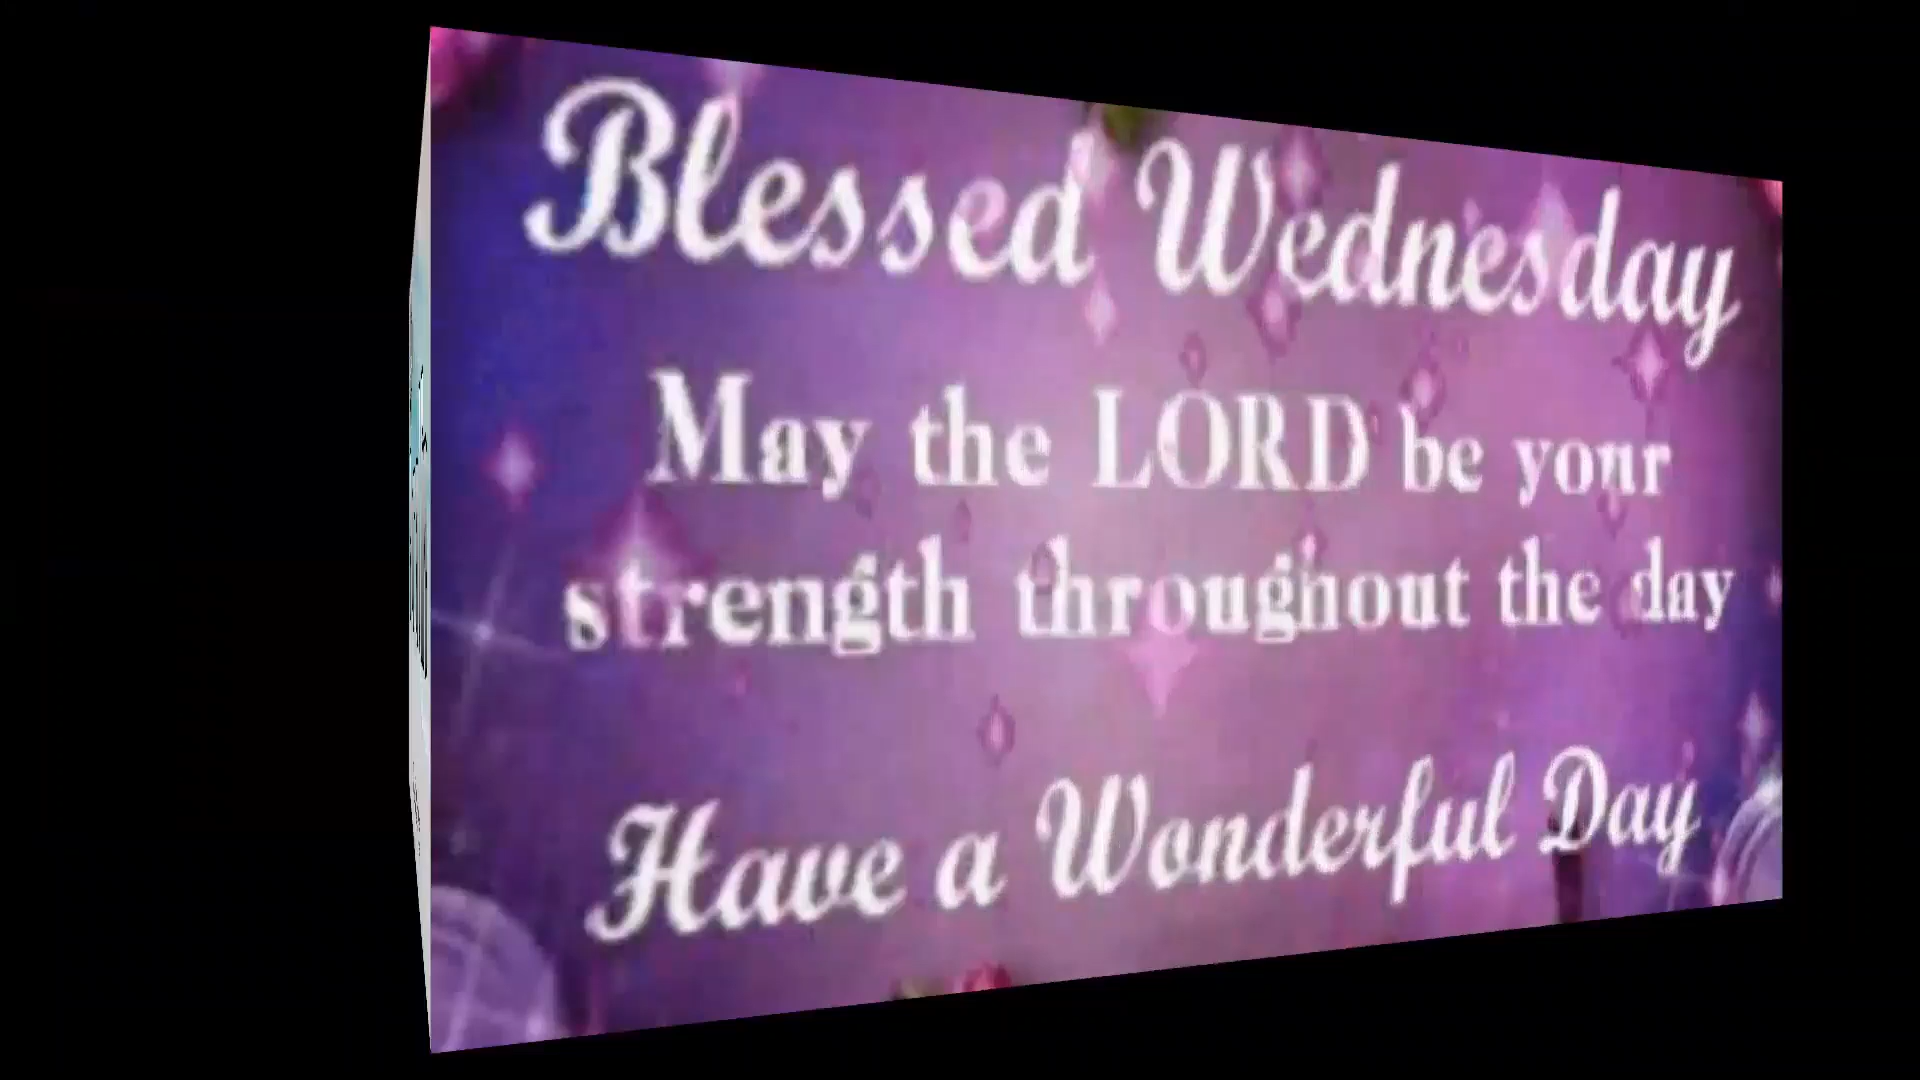 Blessed Wednesday
May the LORD be your
strength throughout the day
Have a Wonderful Day